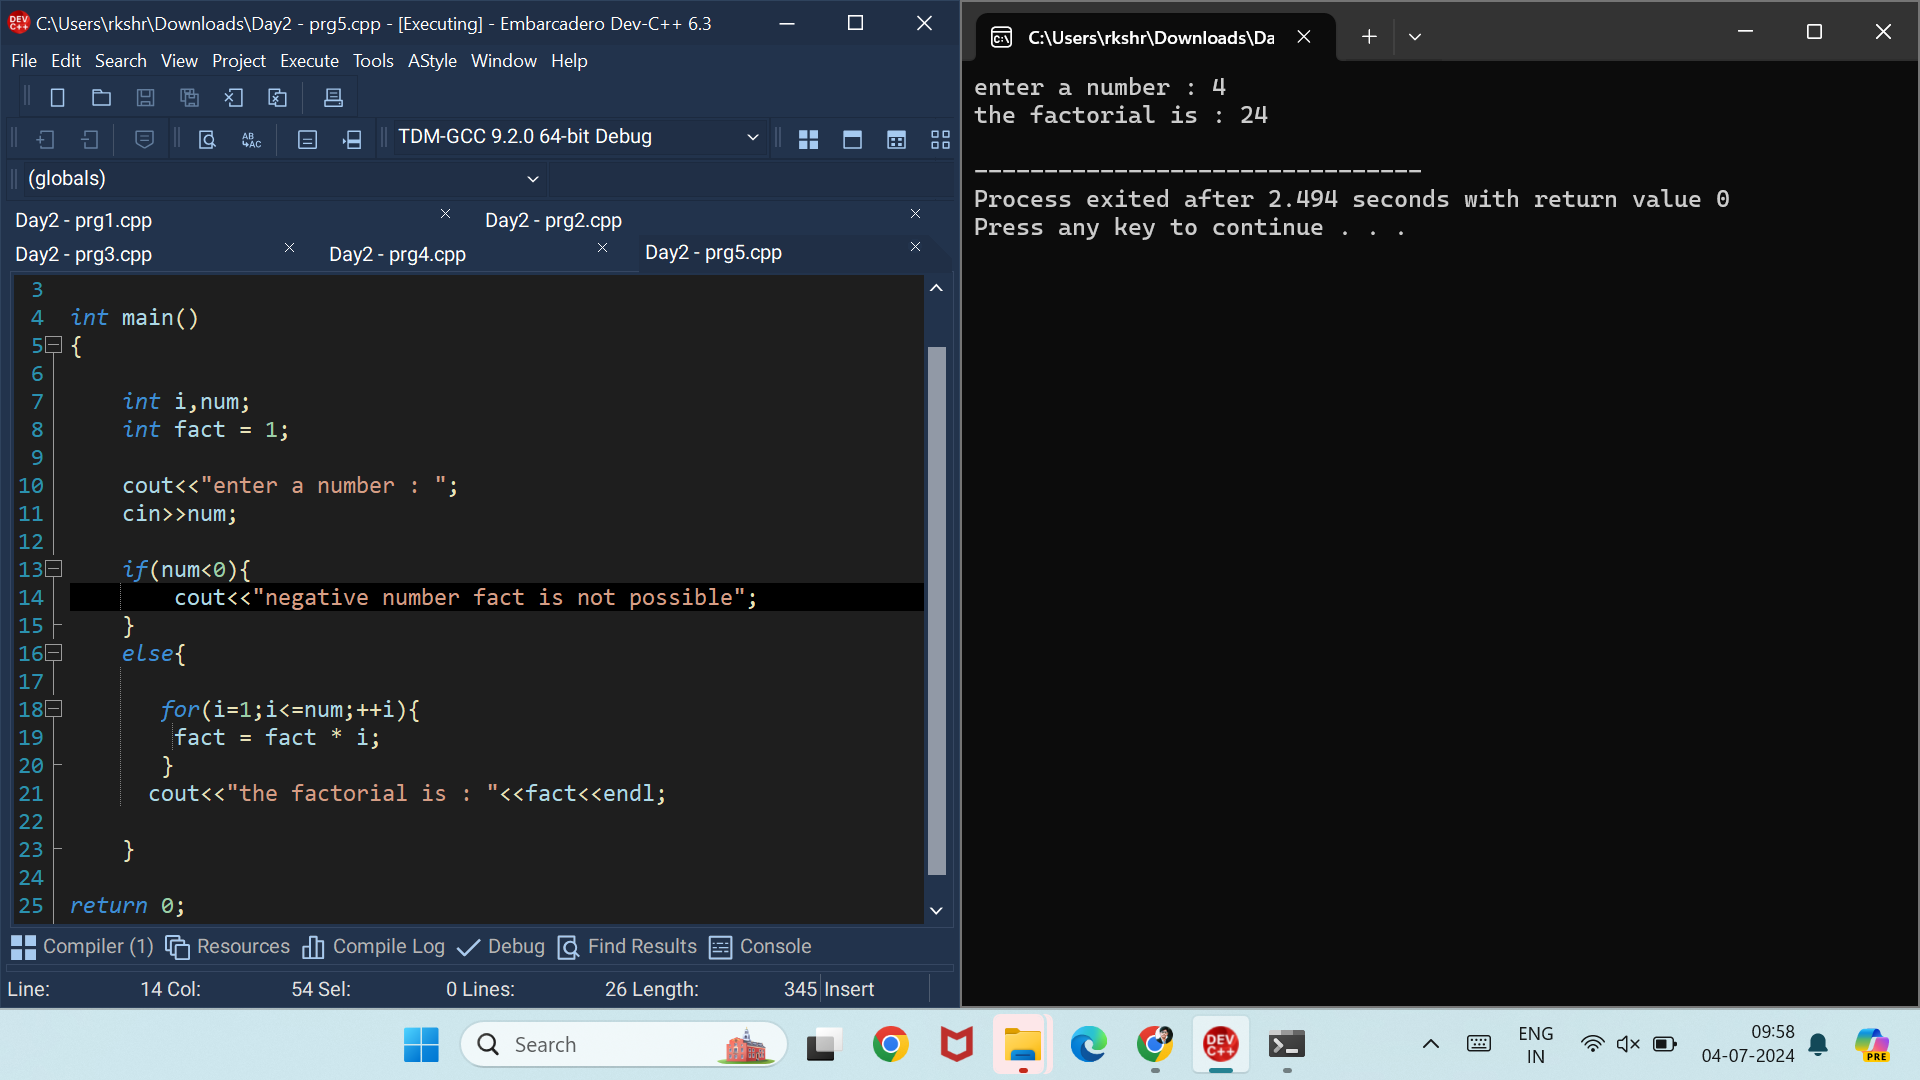 C:\Users\rkshr\Downloads\Day2 - prg5.cpp - [Executing] - Embarcadero Dev-C++ 6.3
File Edit Search View Project Execute Tools AStyle Window Help
TDM-GCC 9.2.0 64-bit Debug
(globals)
Day2 - prg1.cpp Day2 - prg2.cpp
Day2 - prg3.cpp Day2 - prg4.cpp Day2 - prg5.cpp
3
4 int main()
5 {
6
7 int i,num;
8 int fact = 1;
9
10 cout<<"enter a number : ";
11 cin>>num;
12
13 if(num<0){
14 cout<<"negative number fact is not possible";
15 }
16 else{
17
18 for(i=1;i<=num;++i){
19 fact = fact * i;
20 }
21 cout<<"the factorial is : "<<fact<<endl;
22
23 }
24
25 return 0;
Compiler (1) Resources Compile Log Debug Find Results Console
Line: 14 Col: 54 Sel: 0 Lines: 26 Length: 345 Insert
C:\Users\rkshr\Downloads\Da
enter a number : 4
the factorial is : 24
--------------------------------
Process exited after 2.494 seconds with return value 0
Press any key to continue . . .
Search
DEV C++
ENG
IN
09:58
04-07-2024
PRE